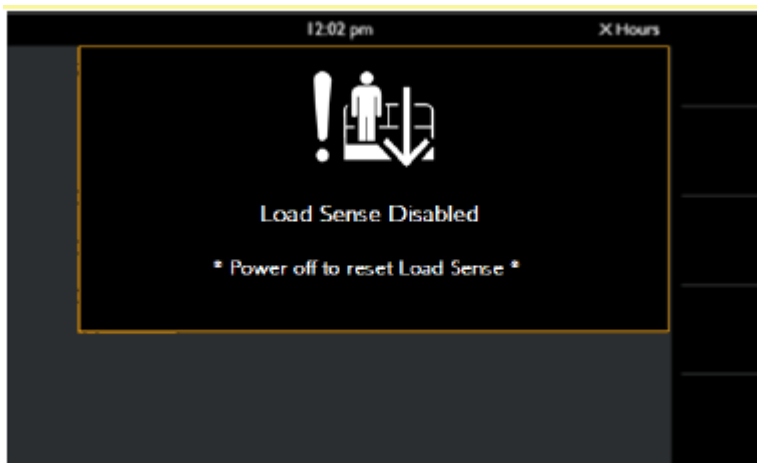 12:02 pm
X Hours
Load Sense Disabled
* Power off to reset Load Sense *